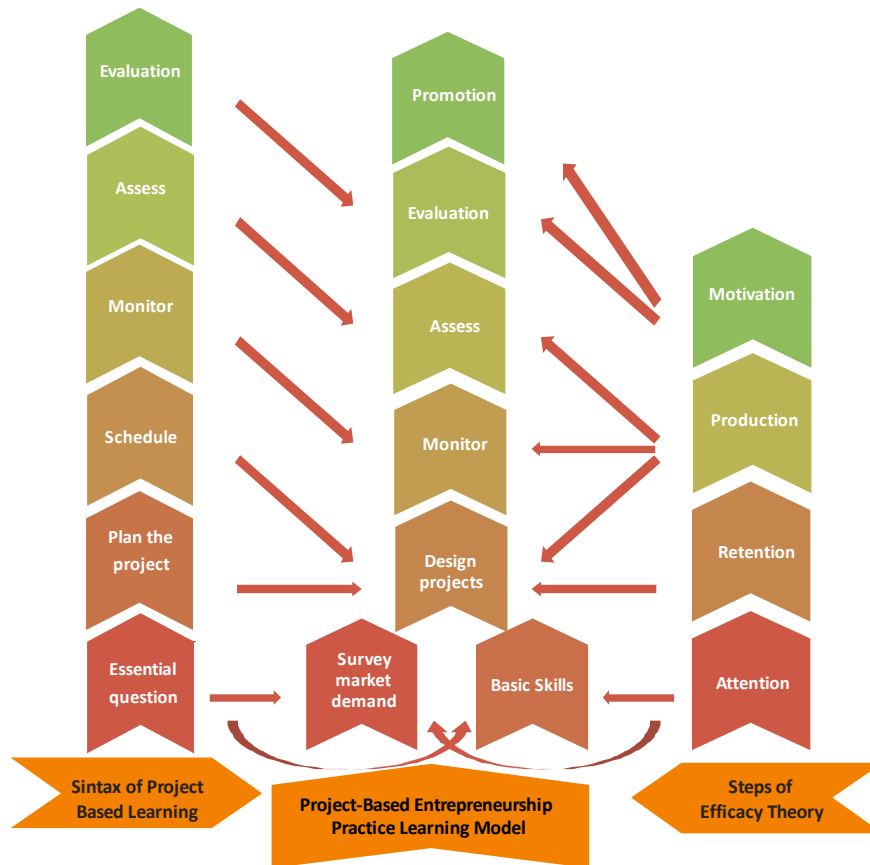 Evaluation
Assess
Monitor
Schedule
Plan the
project
Essential
question
Sintax of Project
Based Learning
Promotion
Evaluation
Assess
Monitor
Design
projects
Survey
market
demand
Basic Skills
Project-Based Entrepreneurship
Practice Learning Model
Motivation
Production
Retention
Attention
Steps of
Efficacy Theory